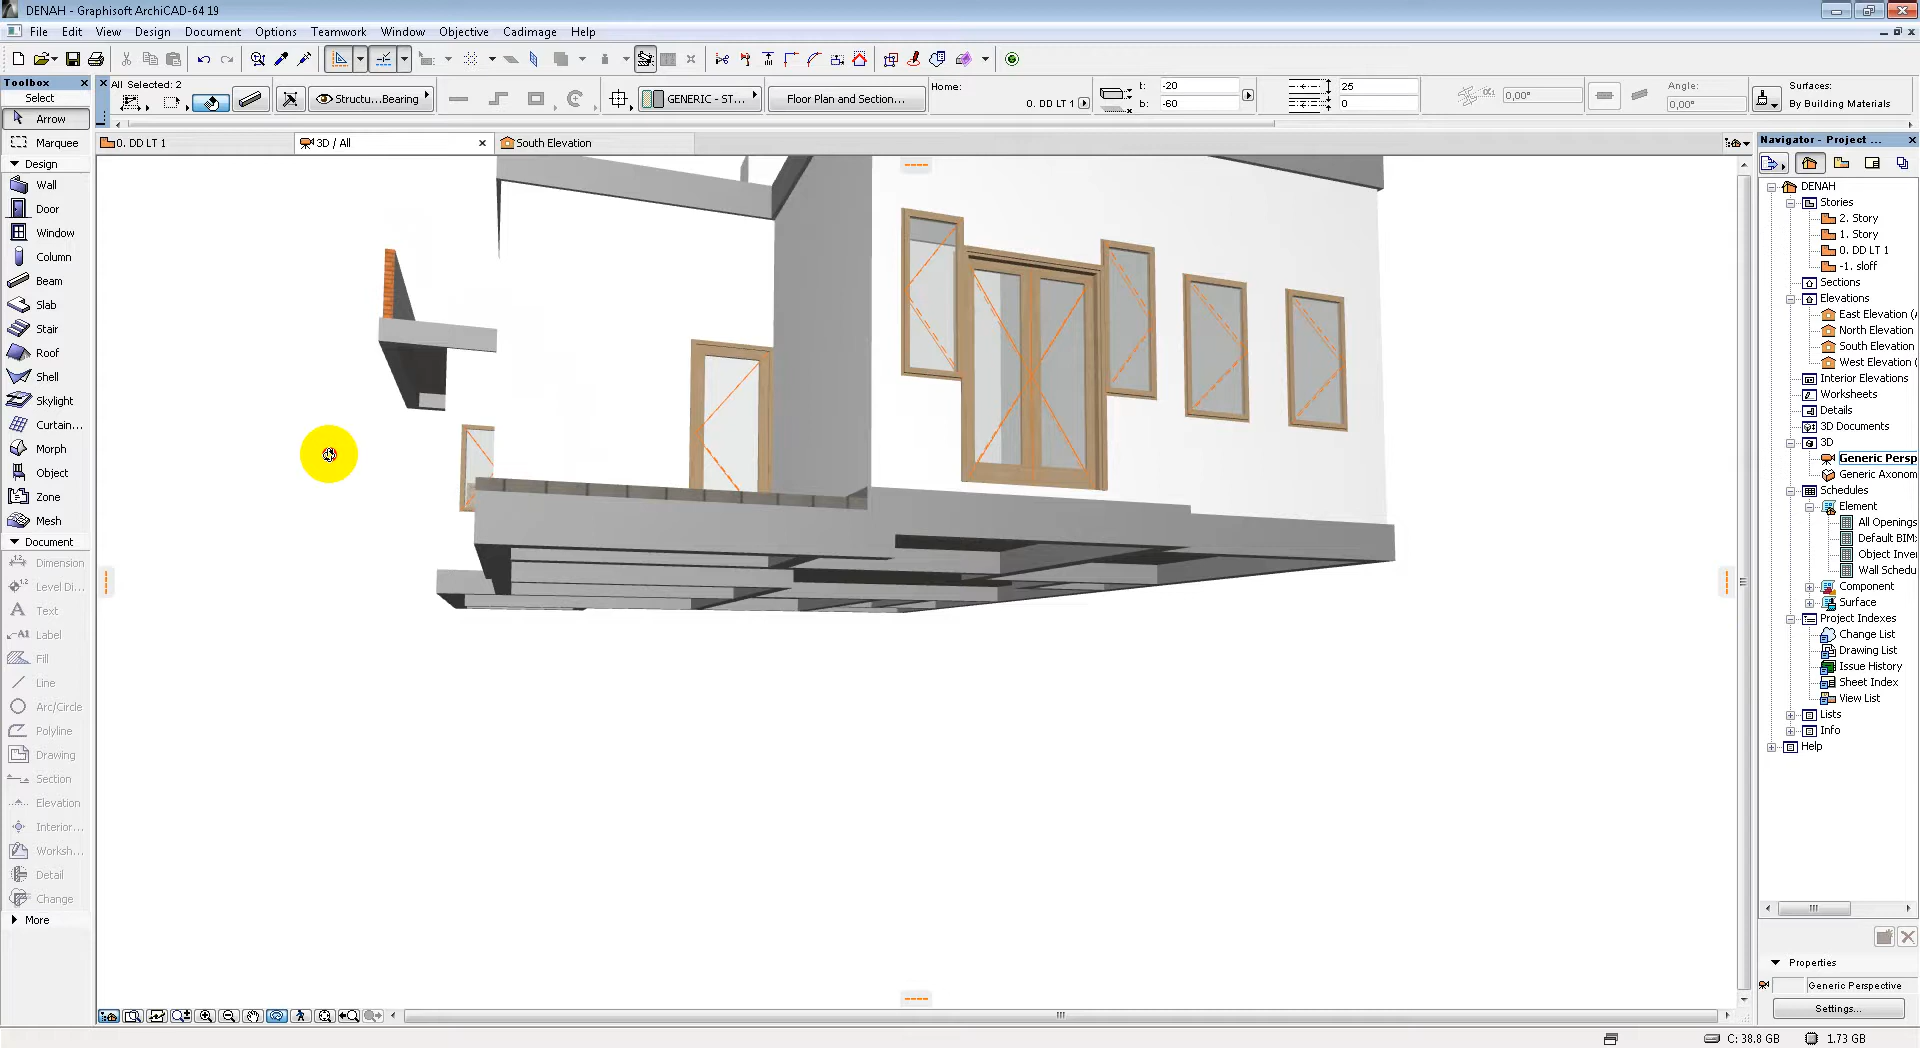 DENAH - Graphisoft ArchiCAD-64 19
File Edit View Design Document Options Teamwork Window Objective Cadimage Help
Toolbox
Select
Arrow
Marquee
Design
Wall
Door
Window
Column
Beam
Slab
Stair
Roof
Shell
Skylight
Curtain...
Morph
Object
Zone
Mesh
Document
Dimension
Level Di...
Text
Label
Fill
Line
Arc/Circle
Polyline
Drawing
Section
Elevation
Interior...
Worksh...
Detail
Change
More
All Selected: 2
Structu...Bearing
GENERIC - ST...
Floor Plan and Section...
Home:
0. DD LT 1
t: -20
b: -60
25
0
0,00°
Angle:
0,00°
Surfaces:
By Building Materials
0. DD LT 1
3D / All
South Elevation
Navigator - Project ...
DENAH
Stories
2. Story
1. Story
0. DD LT 1
-1. sloff
Sections
Elevations
East Elevation (A
North Elevation
South Elevation
West Elevation (
Interior Elevations
Worksheets
Details
3D Documents
3D
Generic Persp
Generic Axonom
Schedules
Element
All Openings
Default BIMx
Object Inver
Wall Schedu
Component
Surface
Project Indexes
Change List
Drawing List
Issue History
Sheet Index
View List
Lists
Info
Help
Properties
Generic Perspective
Settings...
C: 38.8 GB
1.73 GB